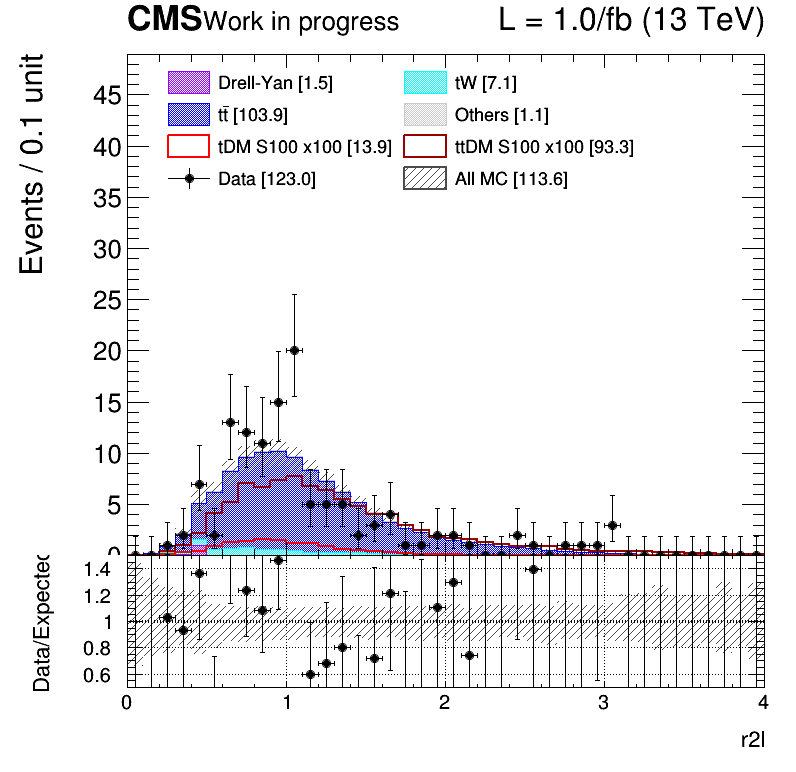 CMS Work in progress L = 1.0/fb (13 TeV)
Events / 0.1 unit
Drell-Yan [1.5] tW [7.1]
tt̄ [103.9] Others [1.1]
tDM S100 x100 [13.9] ttDM S100 x100 [93.3]
Data [123.0] All MC [113.6]
45
40
35
30
25
20
15
10
5
0
Data/Expected
1.4
1.2
1
0.8
0.6
0 1 2 3 4
r2l